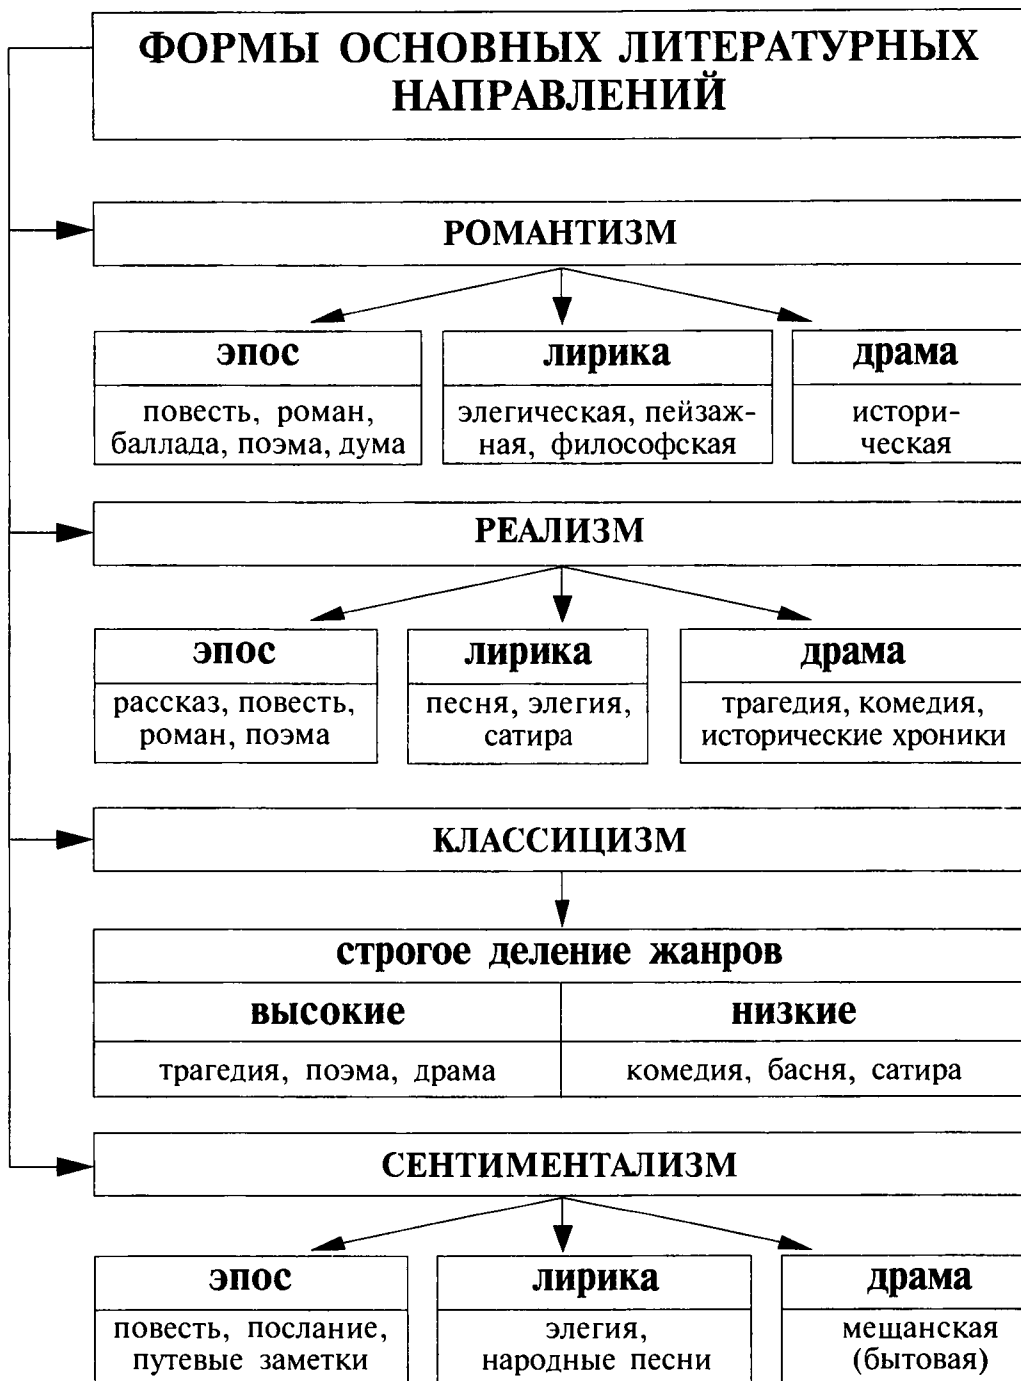 ФОРМЫ ОСНОВНЫХ ЛИТЕРАТУРНЫХ
НАПРАВЛЕНИЙ
РОМАНТИЗМ
эпос
повесть, роман,
баллада, поэма, дума
лирика
элегическая, пейзаж-
ная, философская
драма
истори-
ческая
РЕАЛИЗМ
эпос
рассказ, повесть,
роман, поэма
лирика
песня, элегия,
сатира
драма
трагедия, комедия,
исторические хроники
КЛАССИЦИЗМ
строгое деление жанров
высокие
трагедия, поэма, драма
низкие
комедия, басня, сатира
СЕНТИМЕНТАЛИЗМ
эпос
повесть, послание,
путевые заметки
лирика
элегия,
народные песни
драма
мещанская
(бытовая)